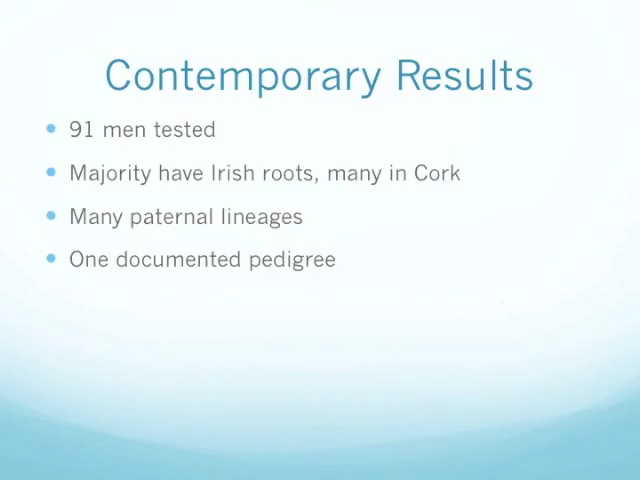 Contemporary Results
91 men tested
Majority have Irish roots, many in Cork
Many paternal lineages
One documented pedigree